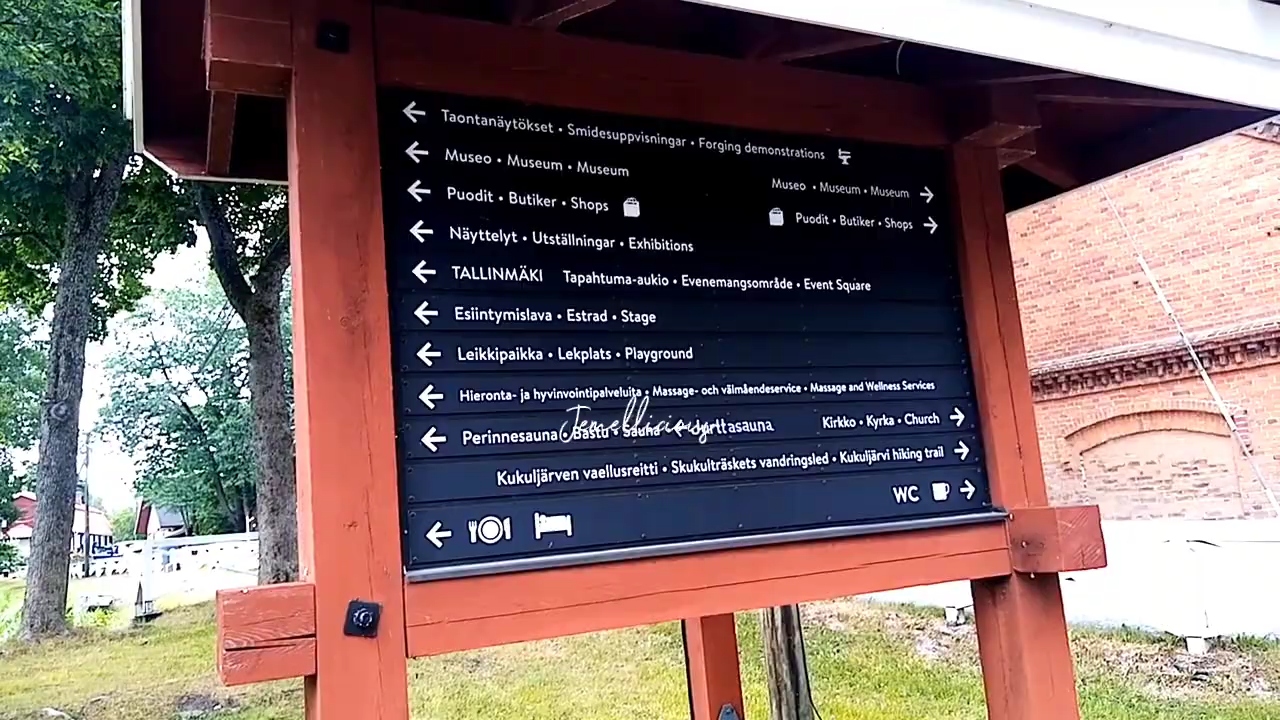 Taontanäytökset • Smidesuppvisningar • Forging demonstrations
Museo • Museum • Museum
Museo • Museum • Museum
Puodit • Butiker • Shops
Puodit • Butiker • Shops
Näyttelyt • Utställningar • Exhibitions
TALLINMÄKI Tapahtuma-aukio • Evenemangsområde • Event Square
Esiintymislava • Estrad • Stage
Leikkipaikka • Lekplats • Playground
Hieronta- ja hyvinvointipalveluita • Massage- och välmåendeservice • Massage and Wellness Services
Perinnesauna • Bastu • Sauna
Kirkko • Kyrka • Church
Kukuljärven vaellusreitti • Skukulträskets vandringsled • Kukuljärvi hiking trail
WC